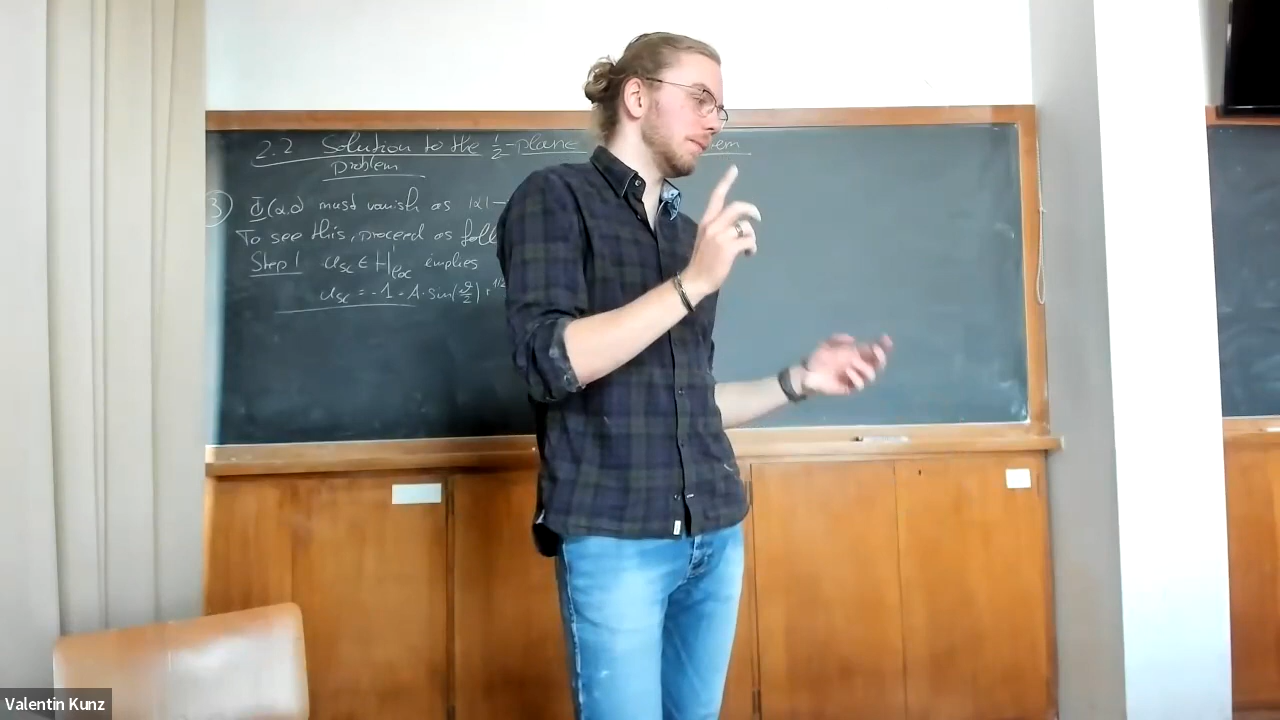 2.2 Solution to the ½-plane
problem
③ Φ(α,0) must vanish as |α|→
To see this, proceed as foll
Step 1 u_sc ∈ H¹_loc implies
u_sc = -1 - A·sin(𝜗/2) r^1/2
Valentin Kunz